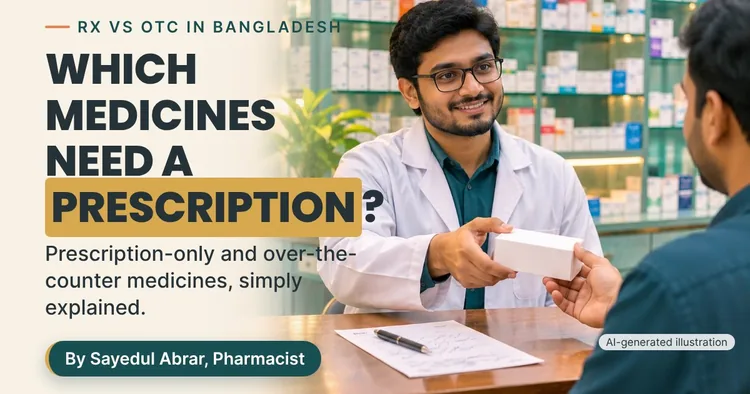 RX VS OTC IN BANGLADESH
WHICH
MEDICINES
NEED A
PRESCRIPTION?
Prescription-only and over-the-
counter medicines, simply
explained.
By Sayedul Abrar, Pharmacist
AI-generated illustration